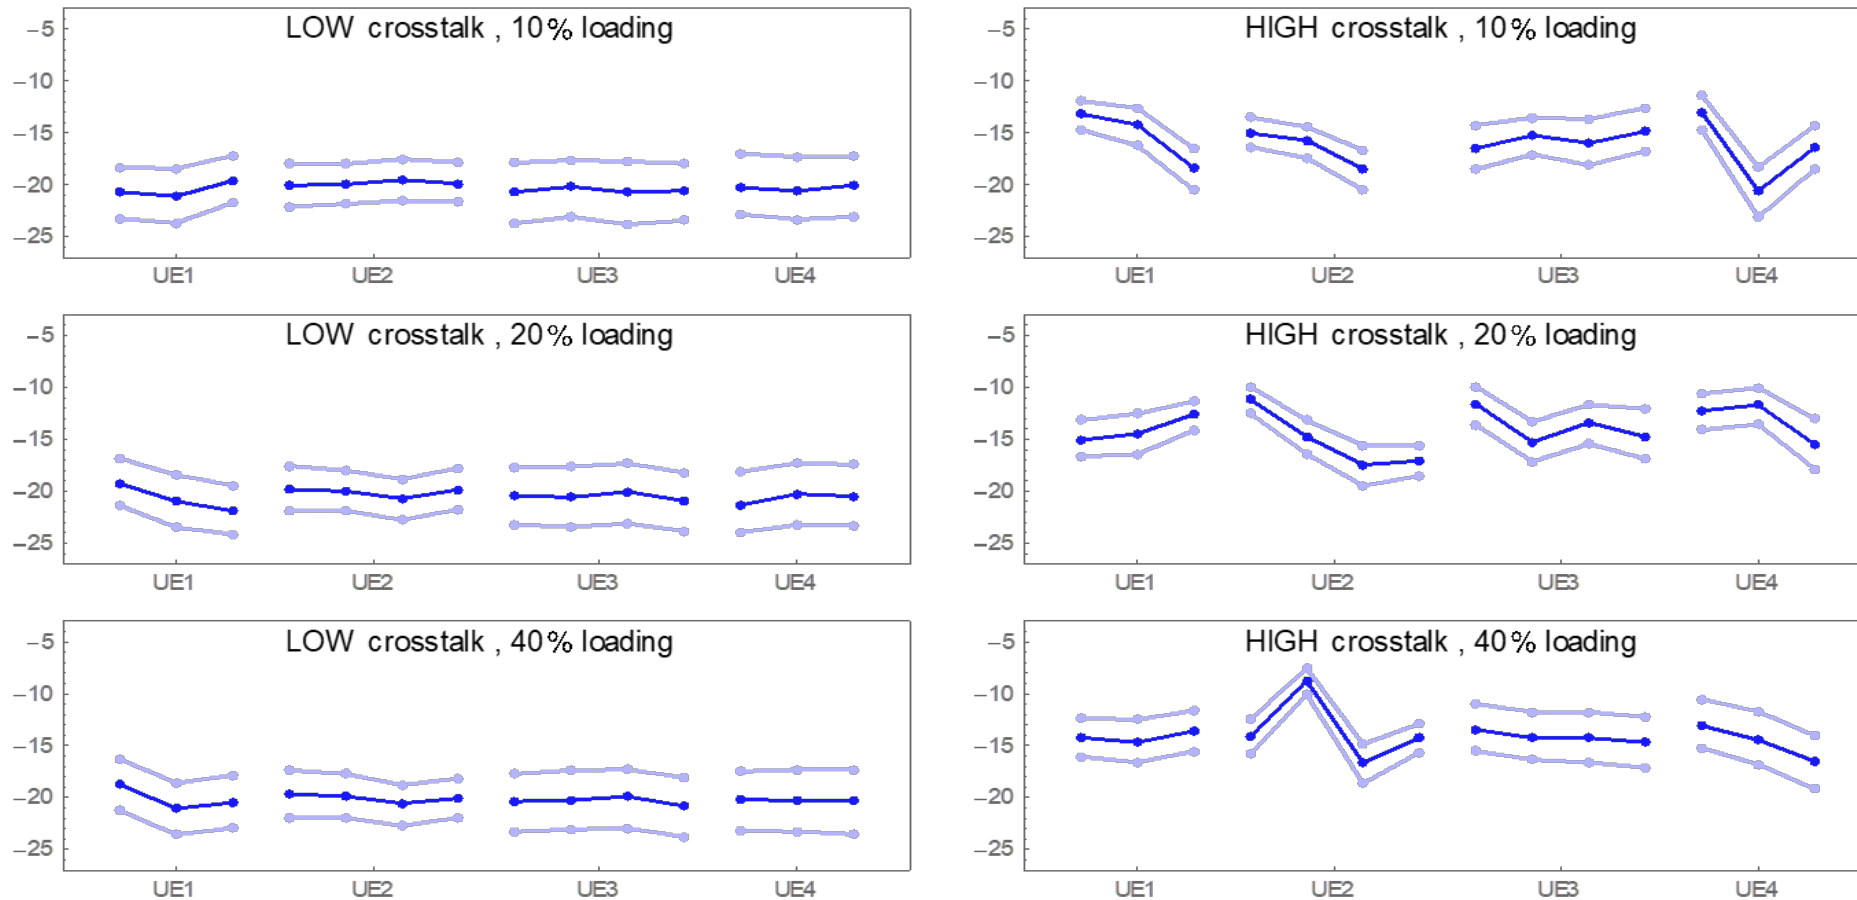 LOW crosstalk , 10% loading
–5
–10
–15
–20
–25
UE1 UE2 UE3 UE4
HIGH crosstalk , 10% loading
–5
–10
–15
–20
–25
UE1 UE2 UE3 UE4
LOW crosstalk , 20% loading
–5
–10
–15
–20
–25
UE1 UE2 UE3 UE4
HIGH crosstalk , 20% loading
–5
–10
–15
–20
–25
UE1 UE2 UE3 UE4
LOW crosstalk , 40% loading
–5
–10
–15
–20
–25
UE1 UE2 UE3 UE4
HIGH crosstalk , 40% loading
–5
–10
–15
–20
–25
UE1 UE2 UE3 UE4